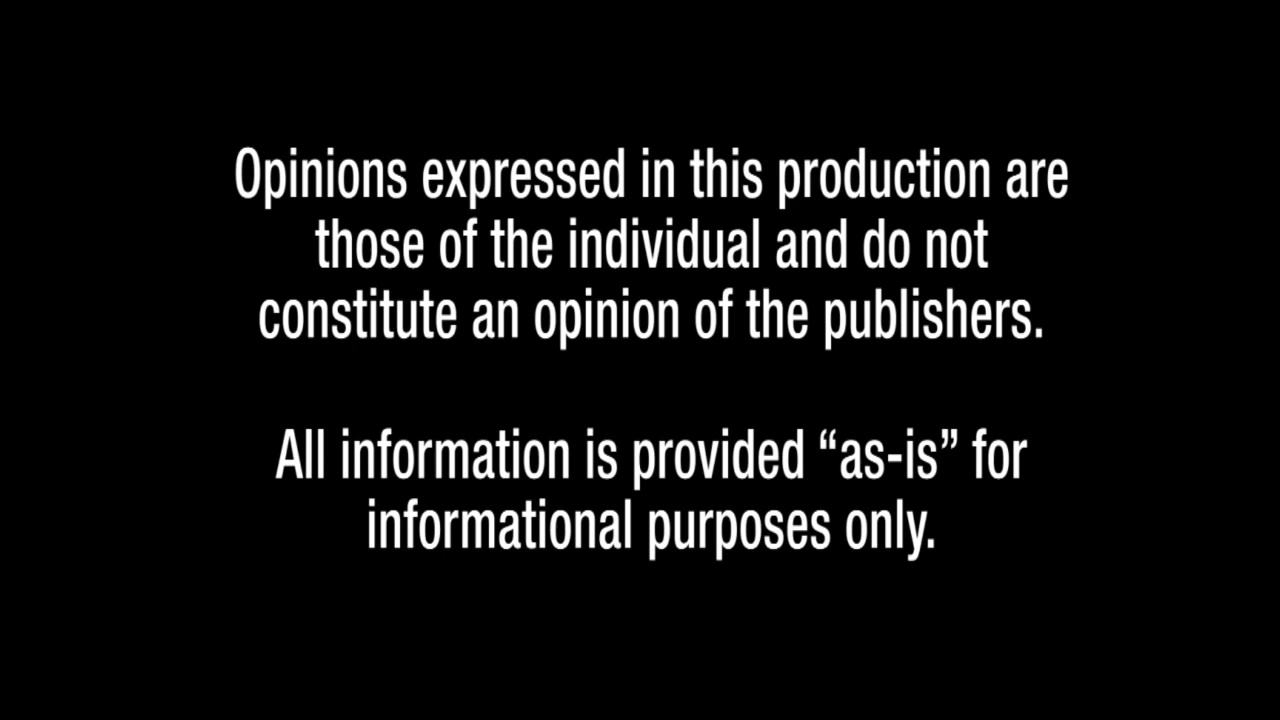 Opinions expressed in this production are
those of the individual and do not
constitute an opinion of the publishers.
All information is provided “as-is” for
informational purposes only.